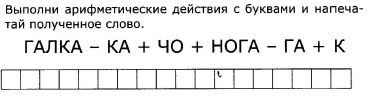 Выполни арифметические действия с буквами и напеча-
тай полученное слово.
ГАЛКА – КА + ЧО + НОГА – ГА + К